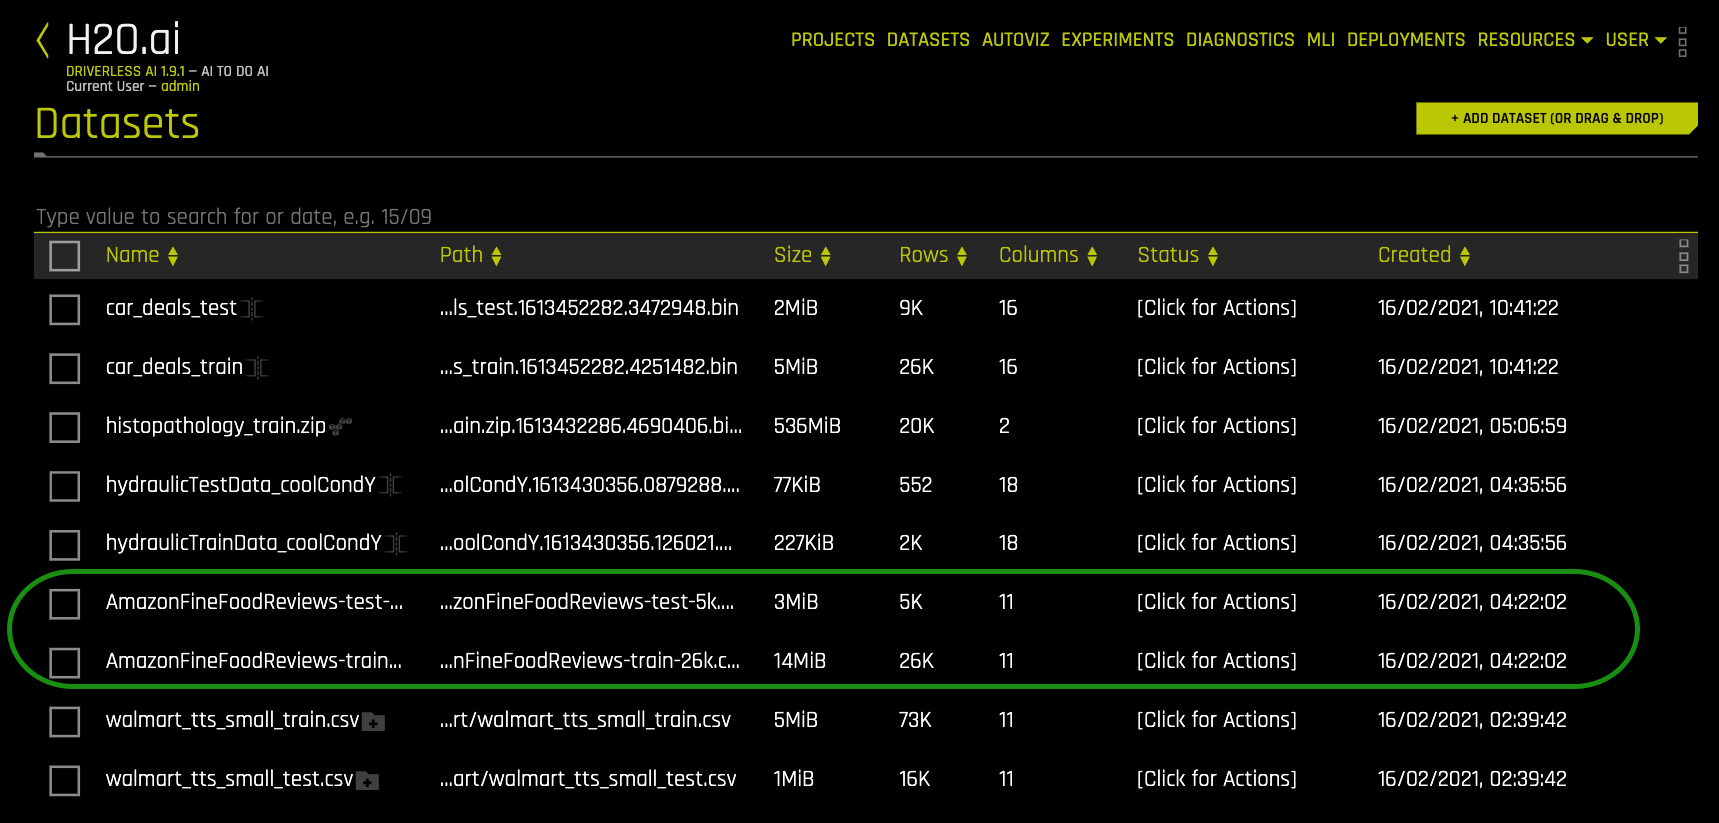 H2O.ai
DRIVERLESS AI 1.9.1 – AI TO DO AI
Current User – admin
PROJECTS DATASETS AUTOVIZ EXPERIMENTS DIAGNOSTICS MLI DEPLOYMENTS RESOURCES USER
Datasets
+ ADD DATASET (OR DRAG & DROP)
Type value to search for or date, e.g. 15/09
Name Path Size Rows Columns Status Created
car_deals_test ...ls_test.1613452282.3472948.bin 2MiB 9K 16 [Click for Actions] 16/02/2021, 10:41:22
car_deals_train ...s_train.1613452282.4251482.bin 5MiB 26K 16 [Click for Actions] 16/02/2021, 10:41:22
histopathology_train.zip ...ain.zip.1613432286.4690406.bi... 536MiB 20K 2 [Click for Actions] 16/02/2021, 05:06:59
hydraulicTestData_coolCondY ...olCondY.1613430356.0879288.... 77KiB 552 18 [Click for Actions] 16/02/2021, 04:35:56
hydraulicTrainData_coolCondY ...oolCondY.1613430356.126021.... 227KiB 2K 18 [Click for Actions] 16/02/2021, 04:35:56
AmazonFineFoodReviews-test-... ...zonFineFoodReviews-test-5k.... 3MiB 5K 11 [Click for Actions] 16/02/2021, 04:22:02
AmazonFineFoodReviews-train... ...nFineFoodReviews-train-26k.c... 14MiB 26K 11 [Click for Actions] 16/02/2021, 04:22:02
walmart_tts_small_train.csv ...rt/walmart_tts_small_train.csv 5MiB 73K 11 [Click for Actions] 16/02/2021, 02:39:42
walmart_tts_small_test.csv ...art/walmart_tts_small_test.csv 1MiB 16K 11 [Click for Actions] 16/02/2021, 02:39:42